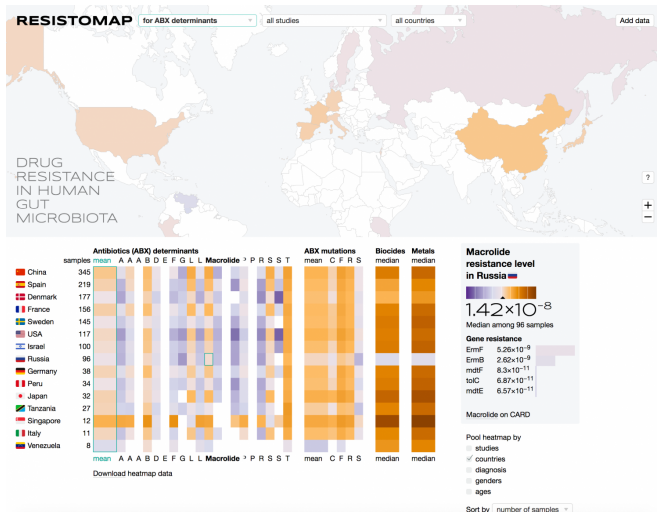 RESISTOMAP
for ABX determinants
all studies
all countries
Add data
DRUG
RESISTANCE
IN HUMAN
GUT
MICROBIOTA
?
+
−
Antibiotics (ABX) determinants
ABX mutations
Biocides
Metals
samples mean A A A B D E F G L L Macrolide P R S S T
mean C F R S
median
median
China 345
Spain 219
Denmark 177
France 156
Sweden 145
USA 117
Israel 100
Russia 96
Germany 38
Peru 34
Japan 32
Tanzania 27
Singapore 12
Italy 11
Venezuela 8
mean A A A B D E F G L L Macrolide P R S S T
mean C F R S
median
median
Download heatmap data
Macrolide
resistance level
in Russia
1.42×10⁻⁸
Median among 96 samples
Gene resistance
ErmF 5.26×10⁻⁹
ErmB 2.62×10⁻⁹
mdtF 8.3×10⁻¹¹
tolC 6.87×10⁻¹¹
mdtE 6.57×10⁻¹¹
Macrolide on CARD
Pool heatmap by
studies
countries
diagnosis
genders
ages
Sort by number of samples